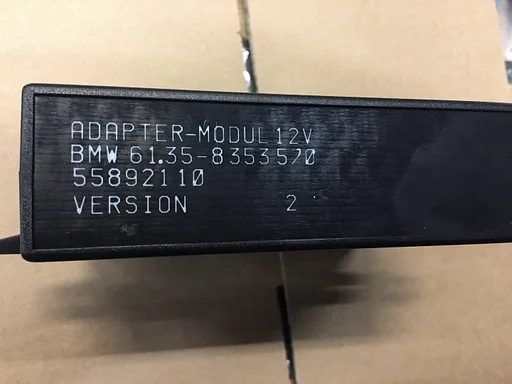 ADAPTER-MODUL 12V
BMW 61.35-8353570
55892110
VERSION 2